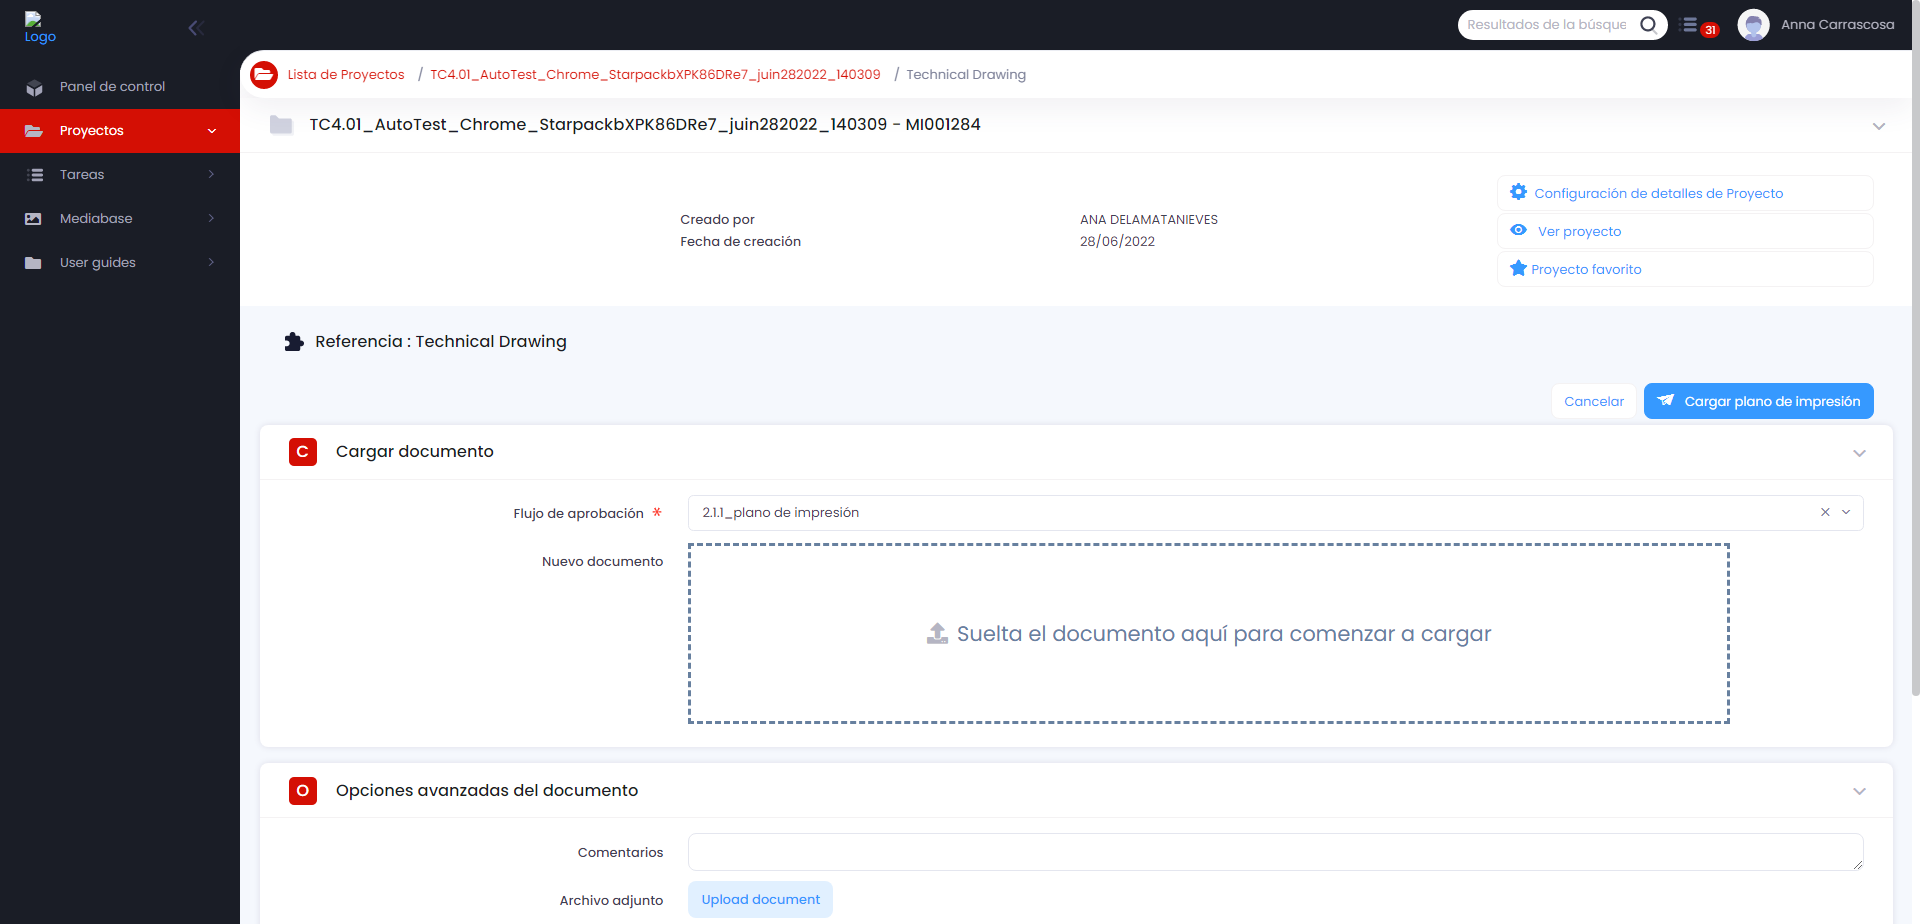 Logo
Resultados de la búsque
31
Anna Carrascosa
Panel de control
Proyectos
Tareas
Mediabase
User guides
Lista de Proyectos / TC4.01_AutoTest_Chrome_StarpackbXPK86DRe7_juin282022_140309 / Technical Drawing
TC4.01_AutoTest_Chrome_StarpackbXPK86DRe7_juin282022_140309 - MI001284
Creado por ANA DELAMATANIEVES
Fecha de creación 28/06/2022
Configuración de detalles de Proyecto
Ver proyecto
Proyecto favorito
Referencia : Technical Drawing
Cancelar
Cargar plano de impresión
C Cargar documento
Flujo de aprobación * 2.1.1_plano de impresión
Nuevo documento
Suelta el documento aquí para comenzar a cargar
O Opciones avanzadas del documento
Comentarios
Archivo adjunto Upload document